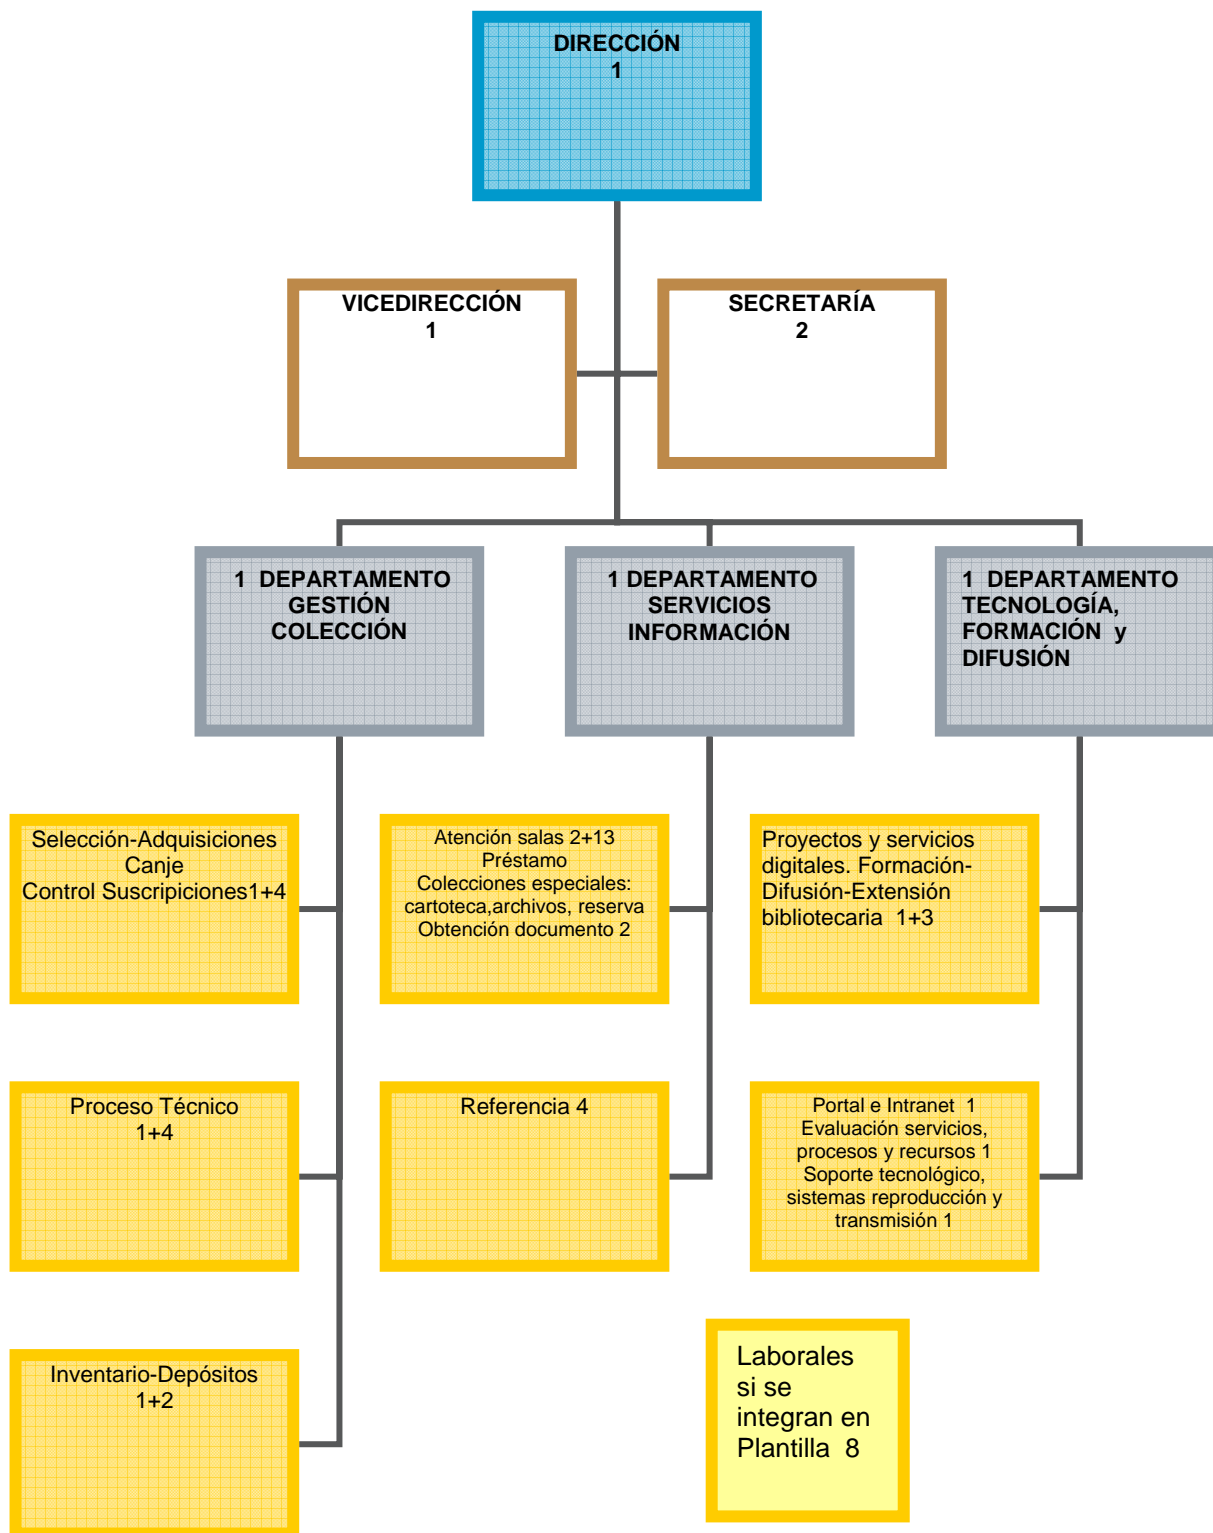 DIRECCIÓN
1
VICEDIRECCIÓN
1
SECRETARÍA
2
1 DEPARTAMENTO
GESTIÓN
COLECCIÓN
1 DEPARTAMENTO
SERVICIOS
INFORMACIÓN
1 DEPARTAMENTO
TECNOLOGÍA,
FORMACIÓN y
DIFUSIÓN
Selección-Adquisiciones
Canje
Control Suscripiciones1+4
Atención salas 2+13
Préstamo
Colecciones especiales:
cartoteca,archivos, reserva
Obtención documento 2
Proyectos y servicios
digitales. Formación-
Difusión-Extensión
bibliotecaria 1+3
Proceso Técnico
1+4
Referencia 4
Portal e Intranet 1
Evaluación servicios,
procesos y recursos 1
Soporte tecnológico,
sistemas reproducción y
transmisión 1
Inventario-Depósitos
1+2
Laborales
si se
integran en
Plantilla 8